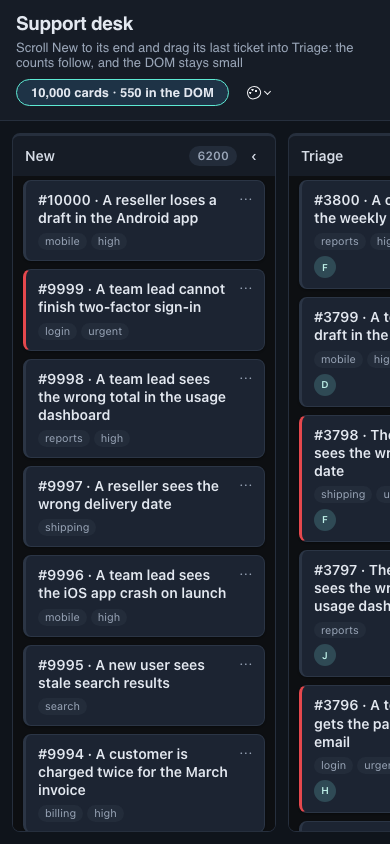 Support desk
Scroll New to its end and drag its last ticket into Triage: the
counts follow, and the DOM stays small
10,000 cards · 550 in the DOM
New
6200
#10000 · A reseller loses a
draft in the Android app
mobile
high
#9999 · A team lead cannot
finish two-factor sign-in
login
urgent
#9998 · A team lead sees
the wrong total in the usage
dashboard
reports
high
#9997 · A reseller sees the
wrong delivery date
shipping
#9996 · A team lead sees
the iOS app crash on launch
mobile
high
#9995 · A new user sees
stale search results
search
#9994 · A customer is
charged twice for the March
invoice
billing
high
Triage
#3800 · A
the weekly
reports
F
#3799 · A
draft in the
mobile
D
#3798 · The
sees the
date
shipping
F
#3797 · The
sees the
usage
reports
J
#3796 · A
gets the
email
login
H